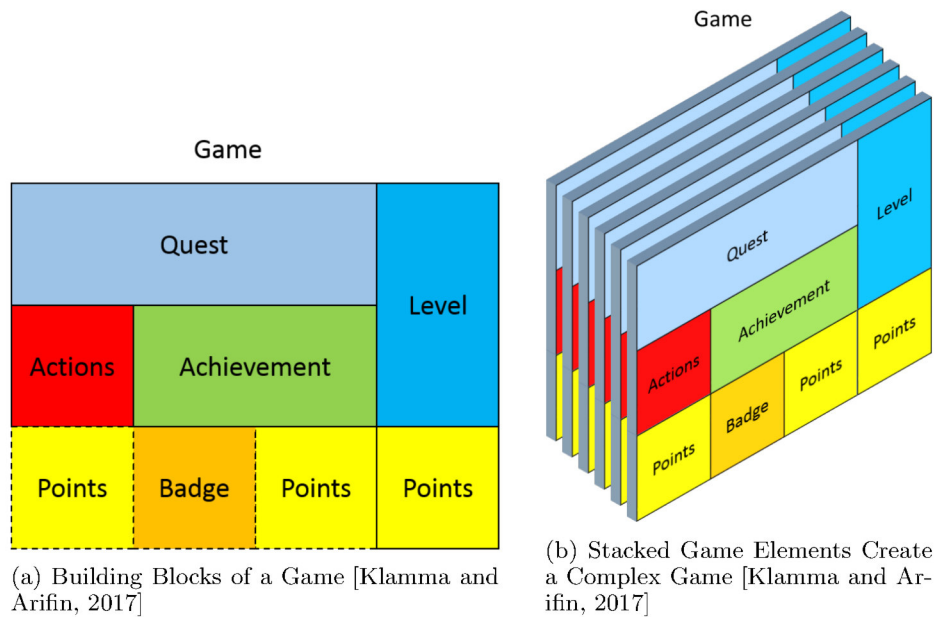 Game
Quest
Level
Actions
Achievement
Points
Badge
Points
Points
(a) Building Blocks of a Game [Klamma and
Arifin, 2017]
Game
Quest
Level
Achievement
Actions
Points
Badge
Points
Points
(b) Stacked Game Elements Create
a Complex Game [Klamma and Ar-
ifin, 2017]